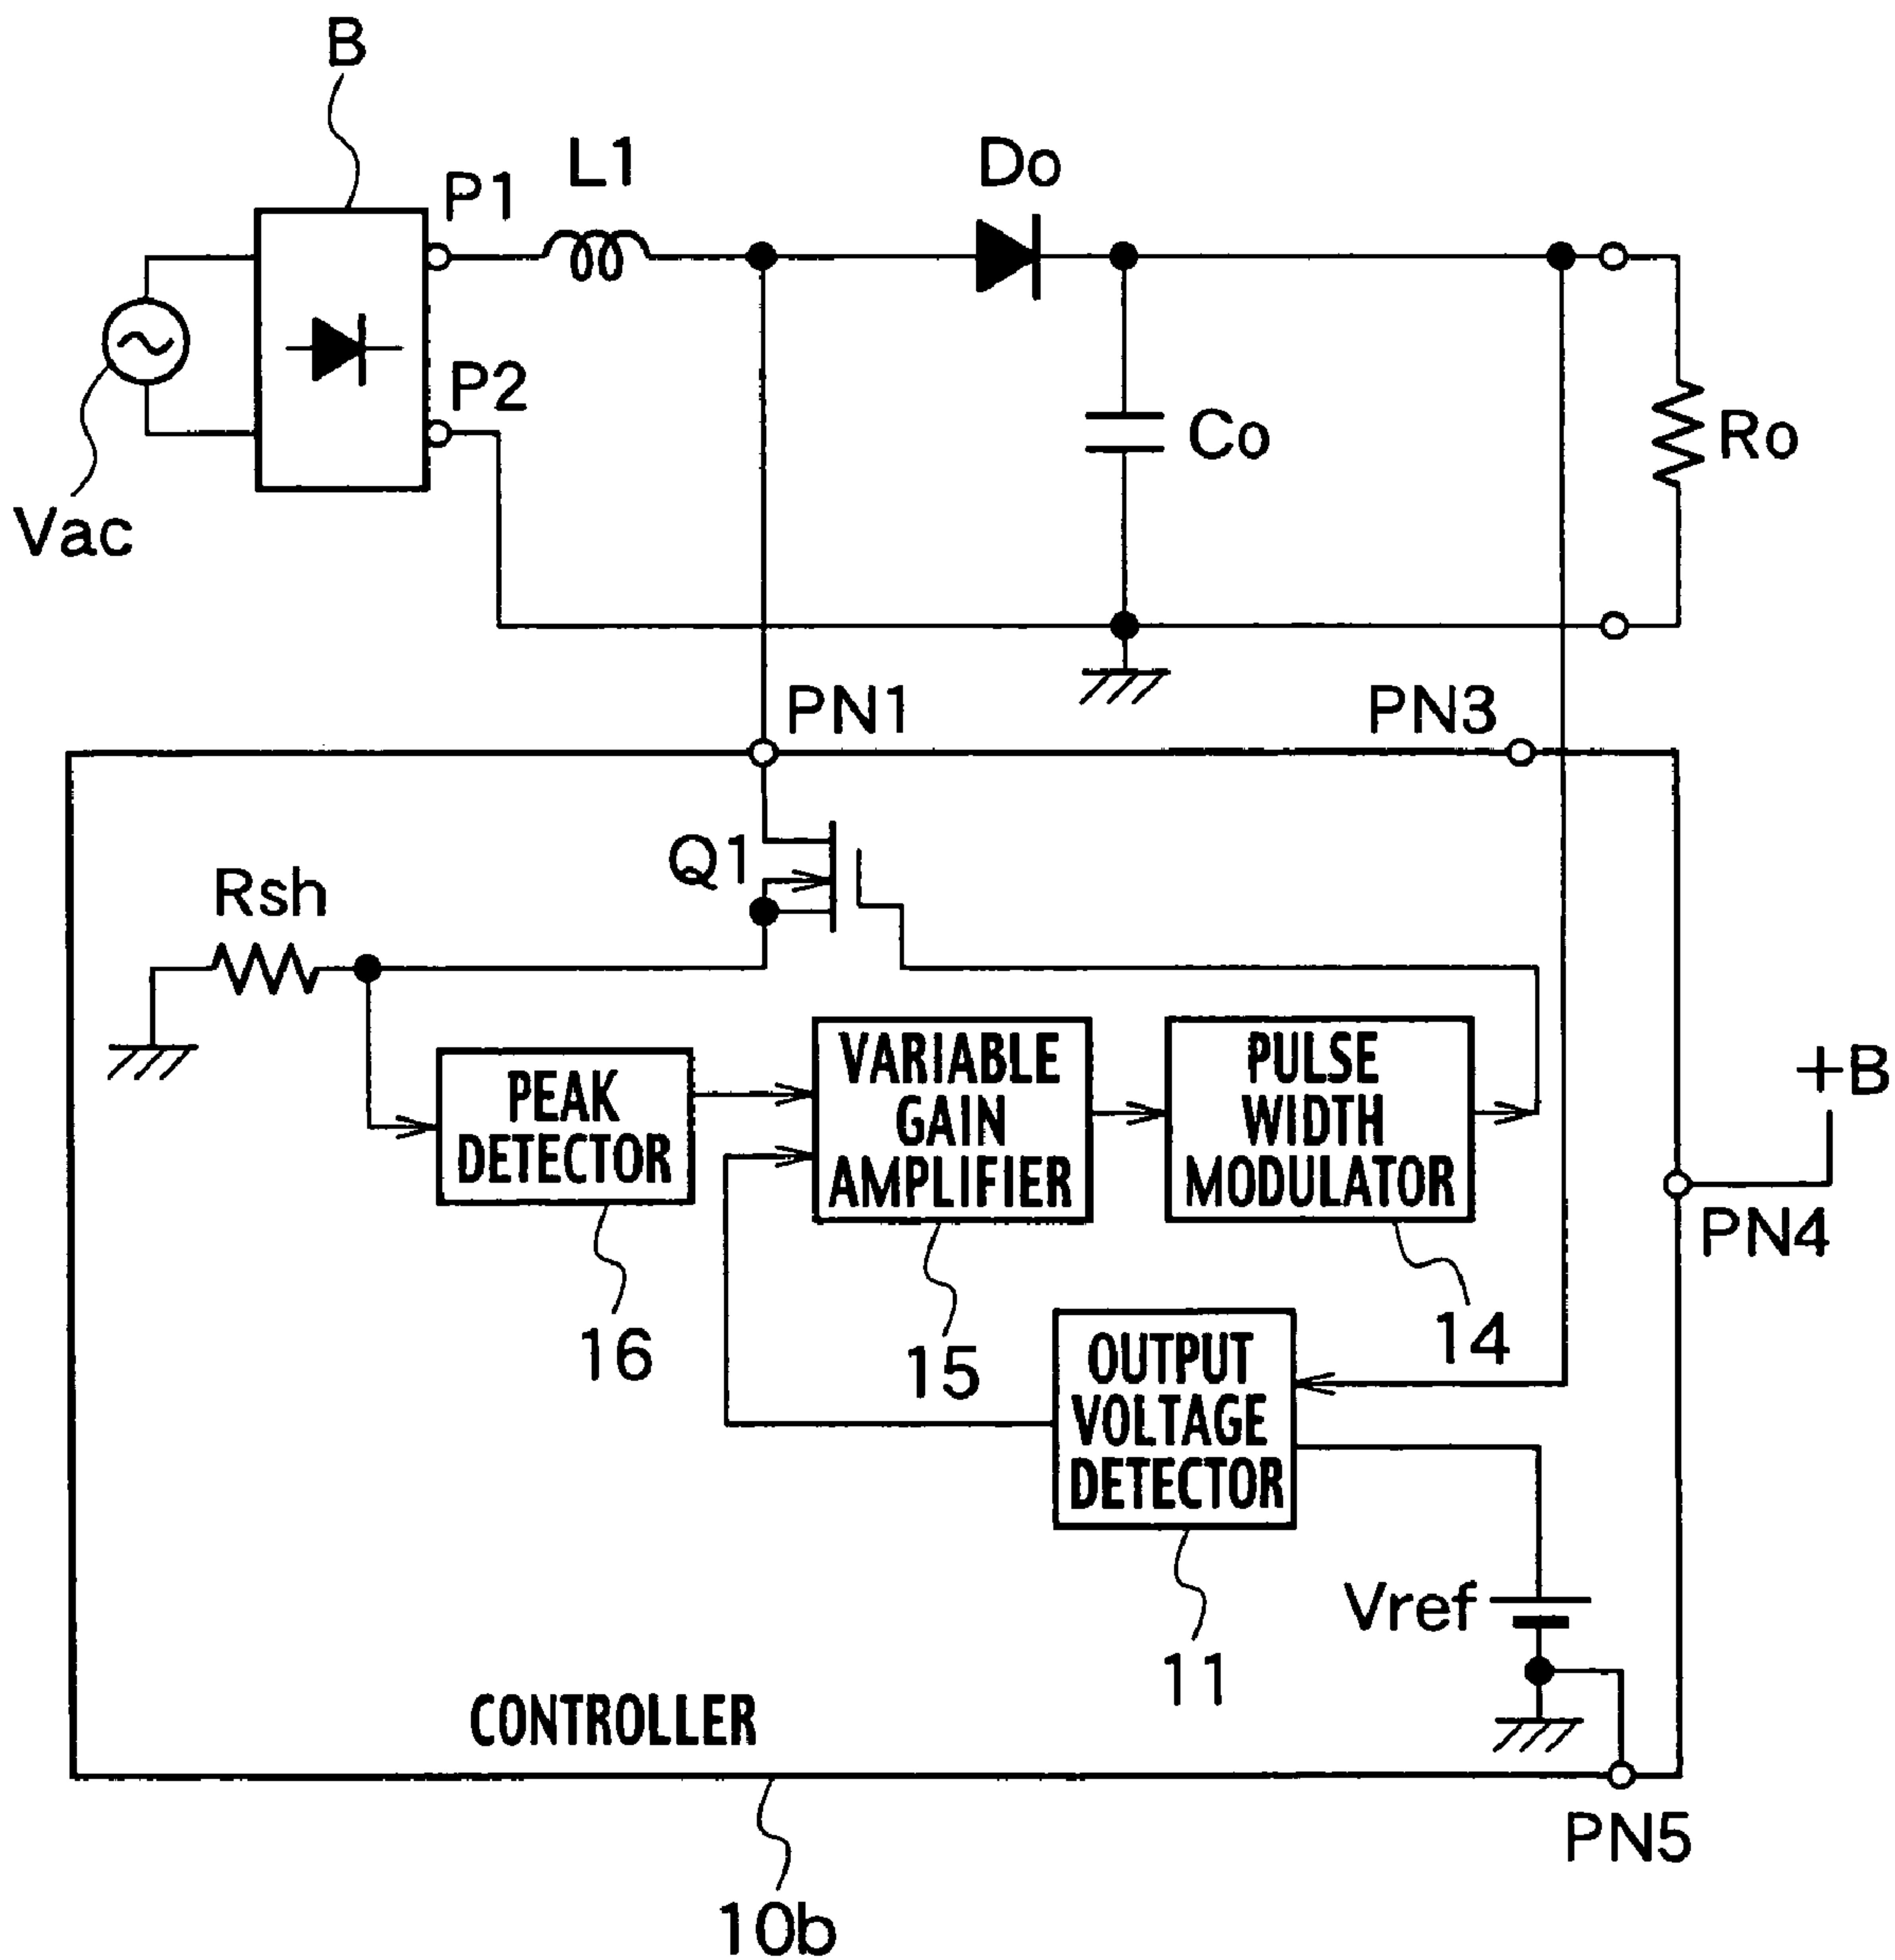 B
P1
L1
Do
P2
Co
Ro
Vac
PN1
PN3
Q1
Rsh
PEAK
DETECTOR
VARIABLE
GAIN
AMPLIFIER
PULSE
WIDTH
MODULATOR
+B
PN4
16
15
14
OUTPUT
VOLTAGE
DETECTOR
Vref
11
CONTROLLER
PN5
10b